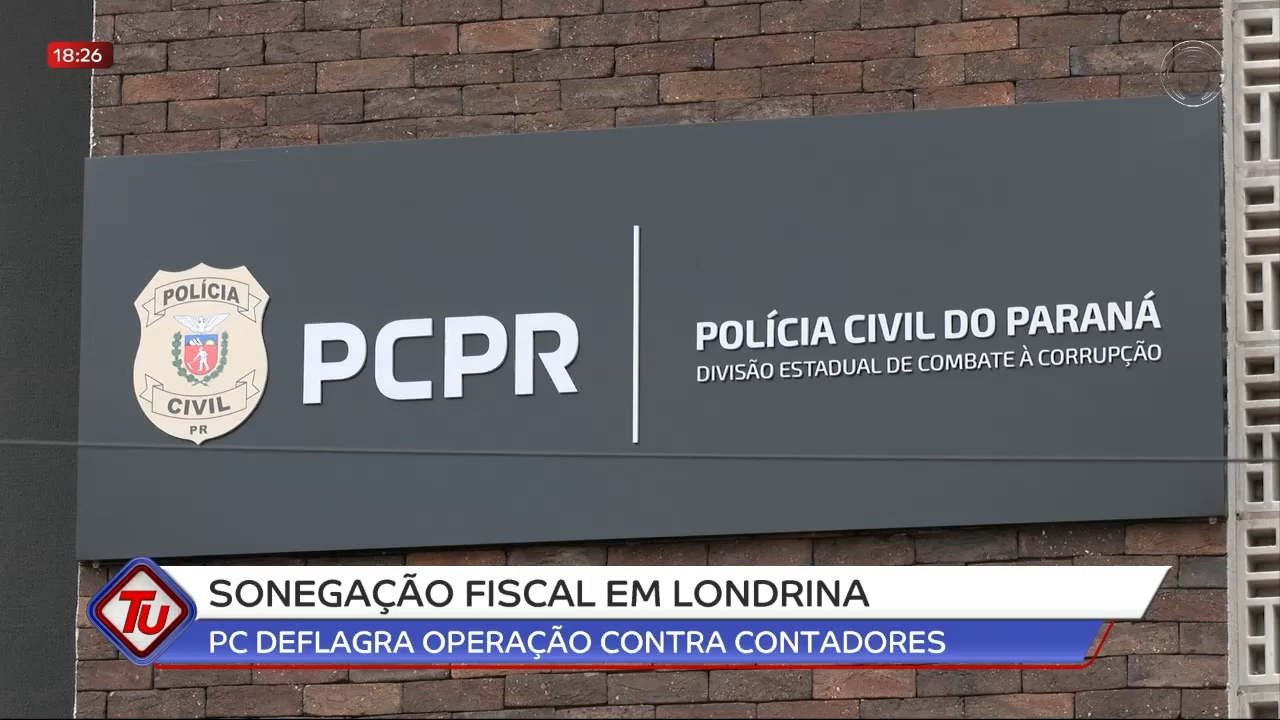 18:26
POLÍCIA
CIVIL
PR
PCPR
POLÍCIA CIVIL DO PARANÁ
DIVISÃO ESTADUAL DE COMBATE À CORRUPÇÃO
TU
SONEGAÇÃO FISCAL EM LONDRINA
PC DEFLAGRA OPERAÇÃO CONTRA CONTADORES